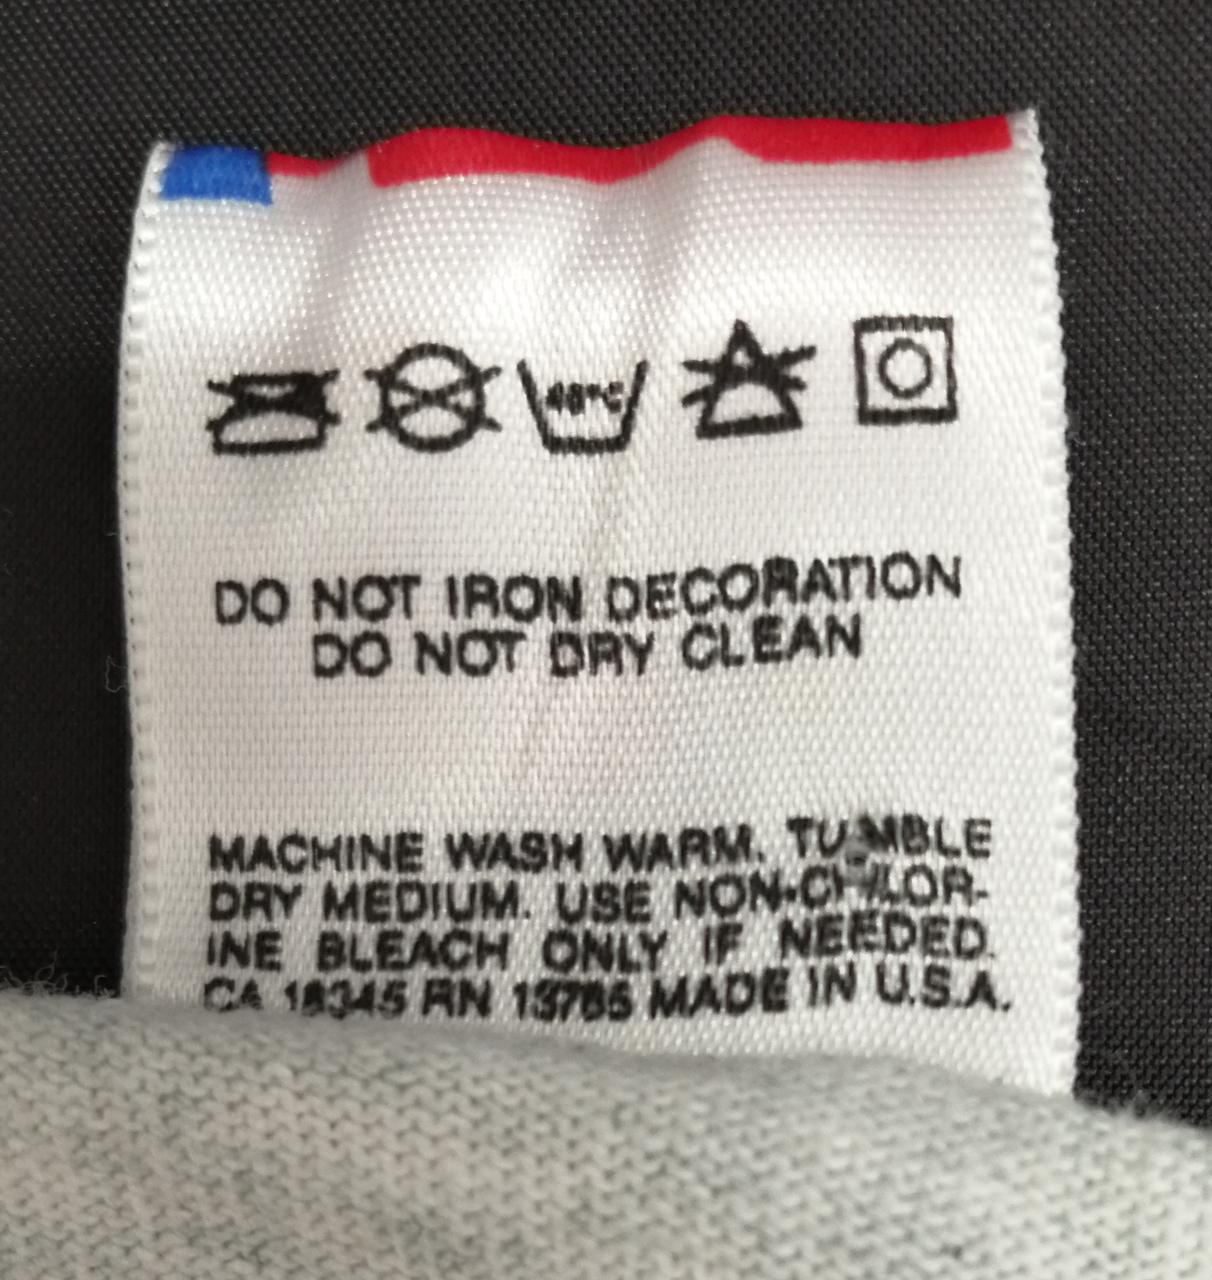 40°C
DO NOT IRON DECORATION
DO NOT DRY CLEAN
MACHINE WASH WARM. TUMBLE
DRY MEDIUM. USE NON-CHLOR-
INE BLEACH ONLY IF NEEDED.
CA 18345 RN 13765 MADE IN U.S.A.